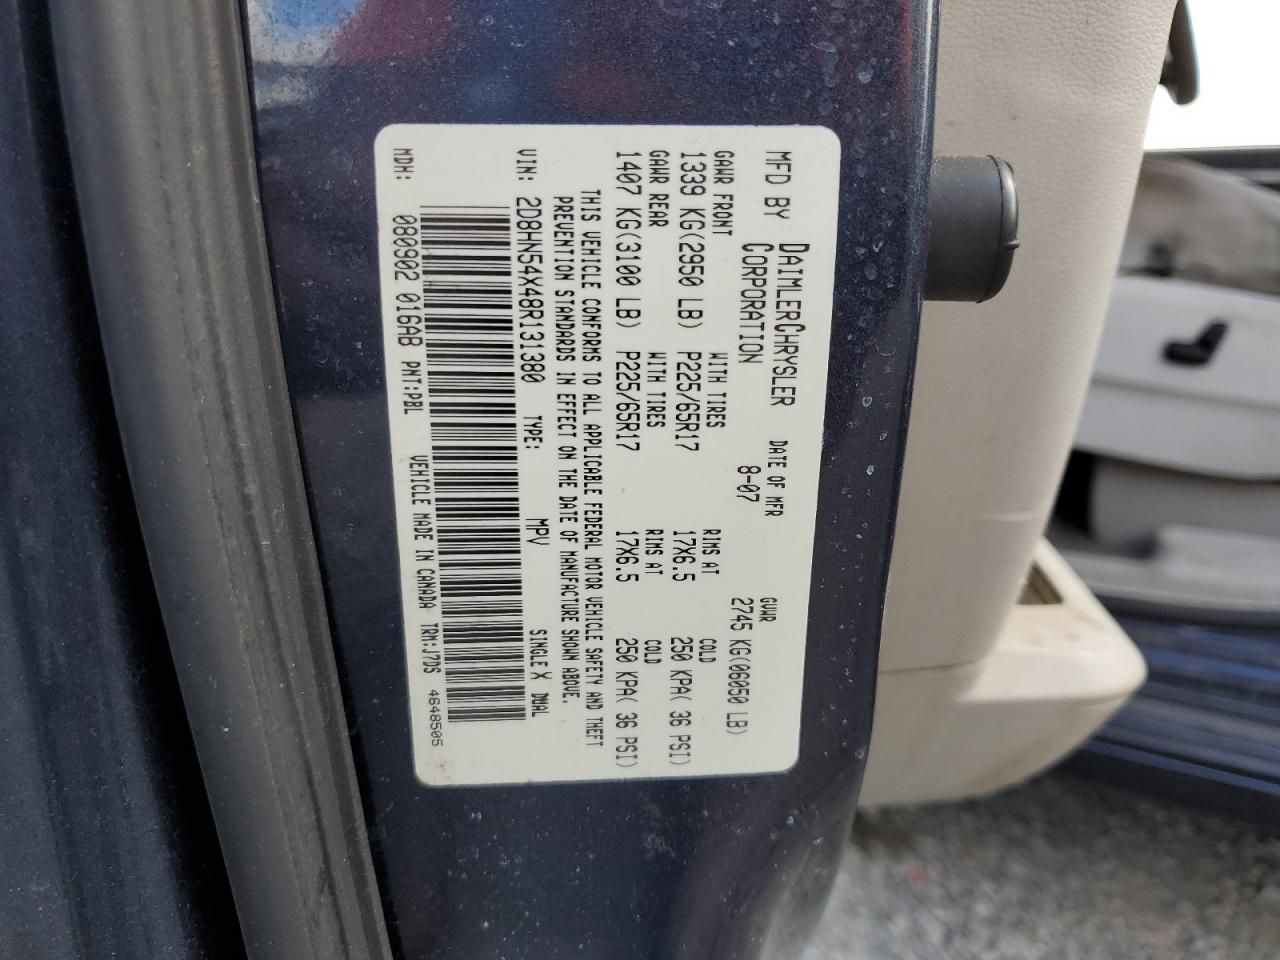 MFD BY DAIMLERCHRYSLER CORPORATION DATE OF MFR 8-07 GVWR 2745 KG(06050 LB)
GAWR FRONT WITH TIRES RIMS AT COLD
1339 KG(2950 LB) P225/65R17 17X6.5 250 KPA( 36 PSI)
GAWR REAR WITH TIRES RIMS AT COLD
1407 KG(3100 LB) P225/65R17 17X6.5 250 KPA( 36 PSI)
THIS VEHICLE CONFORMS TO ALL APPLICABLE FEDERAL MOTOR VEHICLE SAFETY AND THEFT
PREVENTION STANDARDS IN EFFECT ON THE DATE OF MANUFACTURE SHOWN ABOVE.
VIN: 2D8HN54X48R131380 TYPE: MPV SINGLE X DUAL
MDH: 080902 016AB PNT:PBL VEHICLE MADE IN CANADA TRM:J7DS 4648505